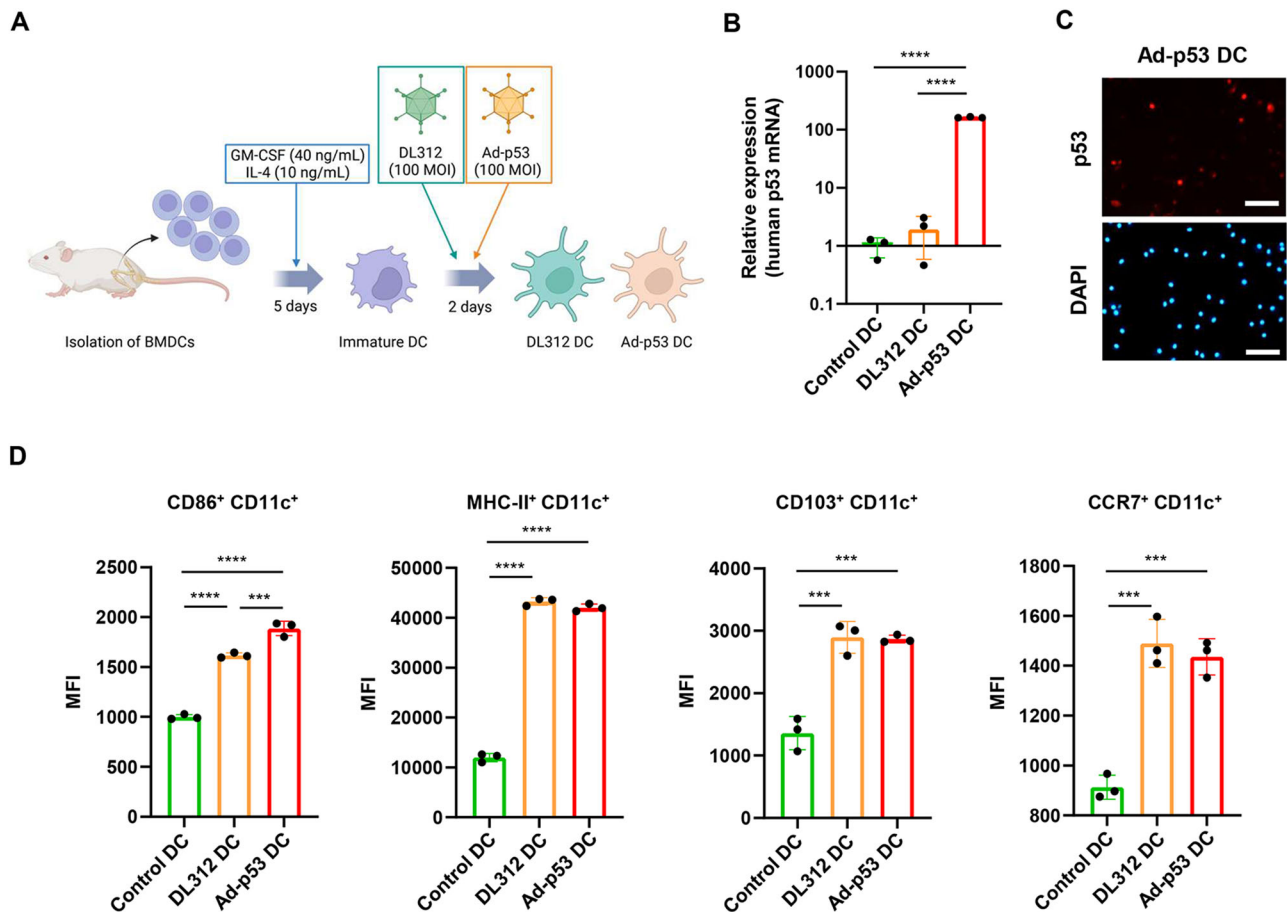 A
GM-CSF (40 ng/mL)
IL-4 (10 ng/mL)
DL312
(100 MOI)
Ad-p53
(100 MOI)
5 days
2 days
Isolation of BMDCs
Immature DC
DL312 DC
Ad-p53 DC
B
****
****
Relative expression
(human p53 mRNA)
1000
100
10
1
0.1
Control DC
DL312 DC
Ad-p53 DC
C
Ad-p53 DC
p53
DAPI
D
CD86⁺ CD11c⁺
****
****
***
MFI
2500
2000
1500
1000
500
0
Control DC
DL312 DC
Ad-p53 DC
MHC-II⁺ CD11c⁺
****
****
MFI
50000
40000
30000
20000
10000
0
Control DC
DL312 DC
Ad-p53 DC
CD103⁺ CD11c⁺
***
***
MFI
4000
3000
2000
1000
0
Control DC
DL312 DC
Ad-p53 DC
CCR7⁺ CD11c⁺
***
***
MFI
1800
1600
1400
1200
1000
800
Control DC
DL312 DC
Ad-p53 DC